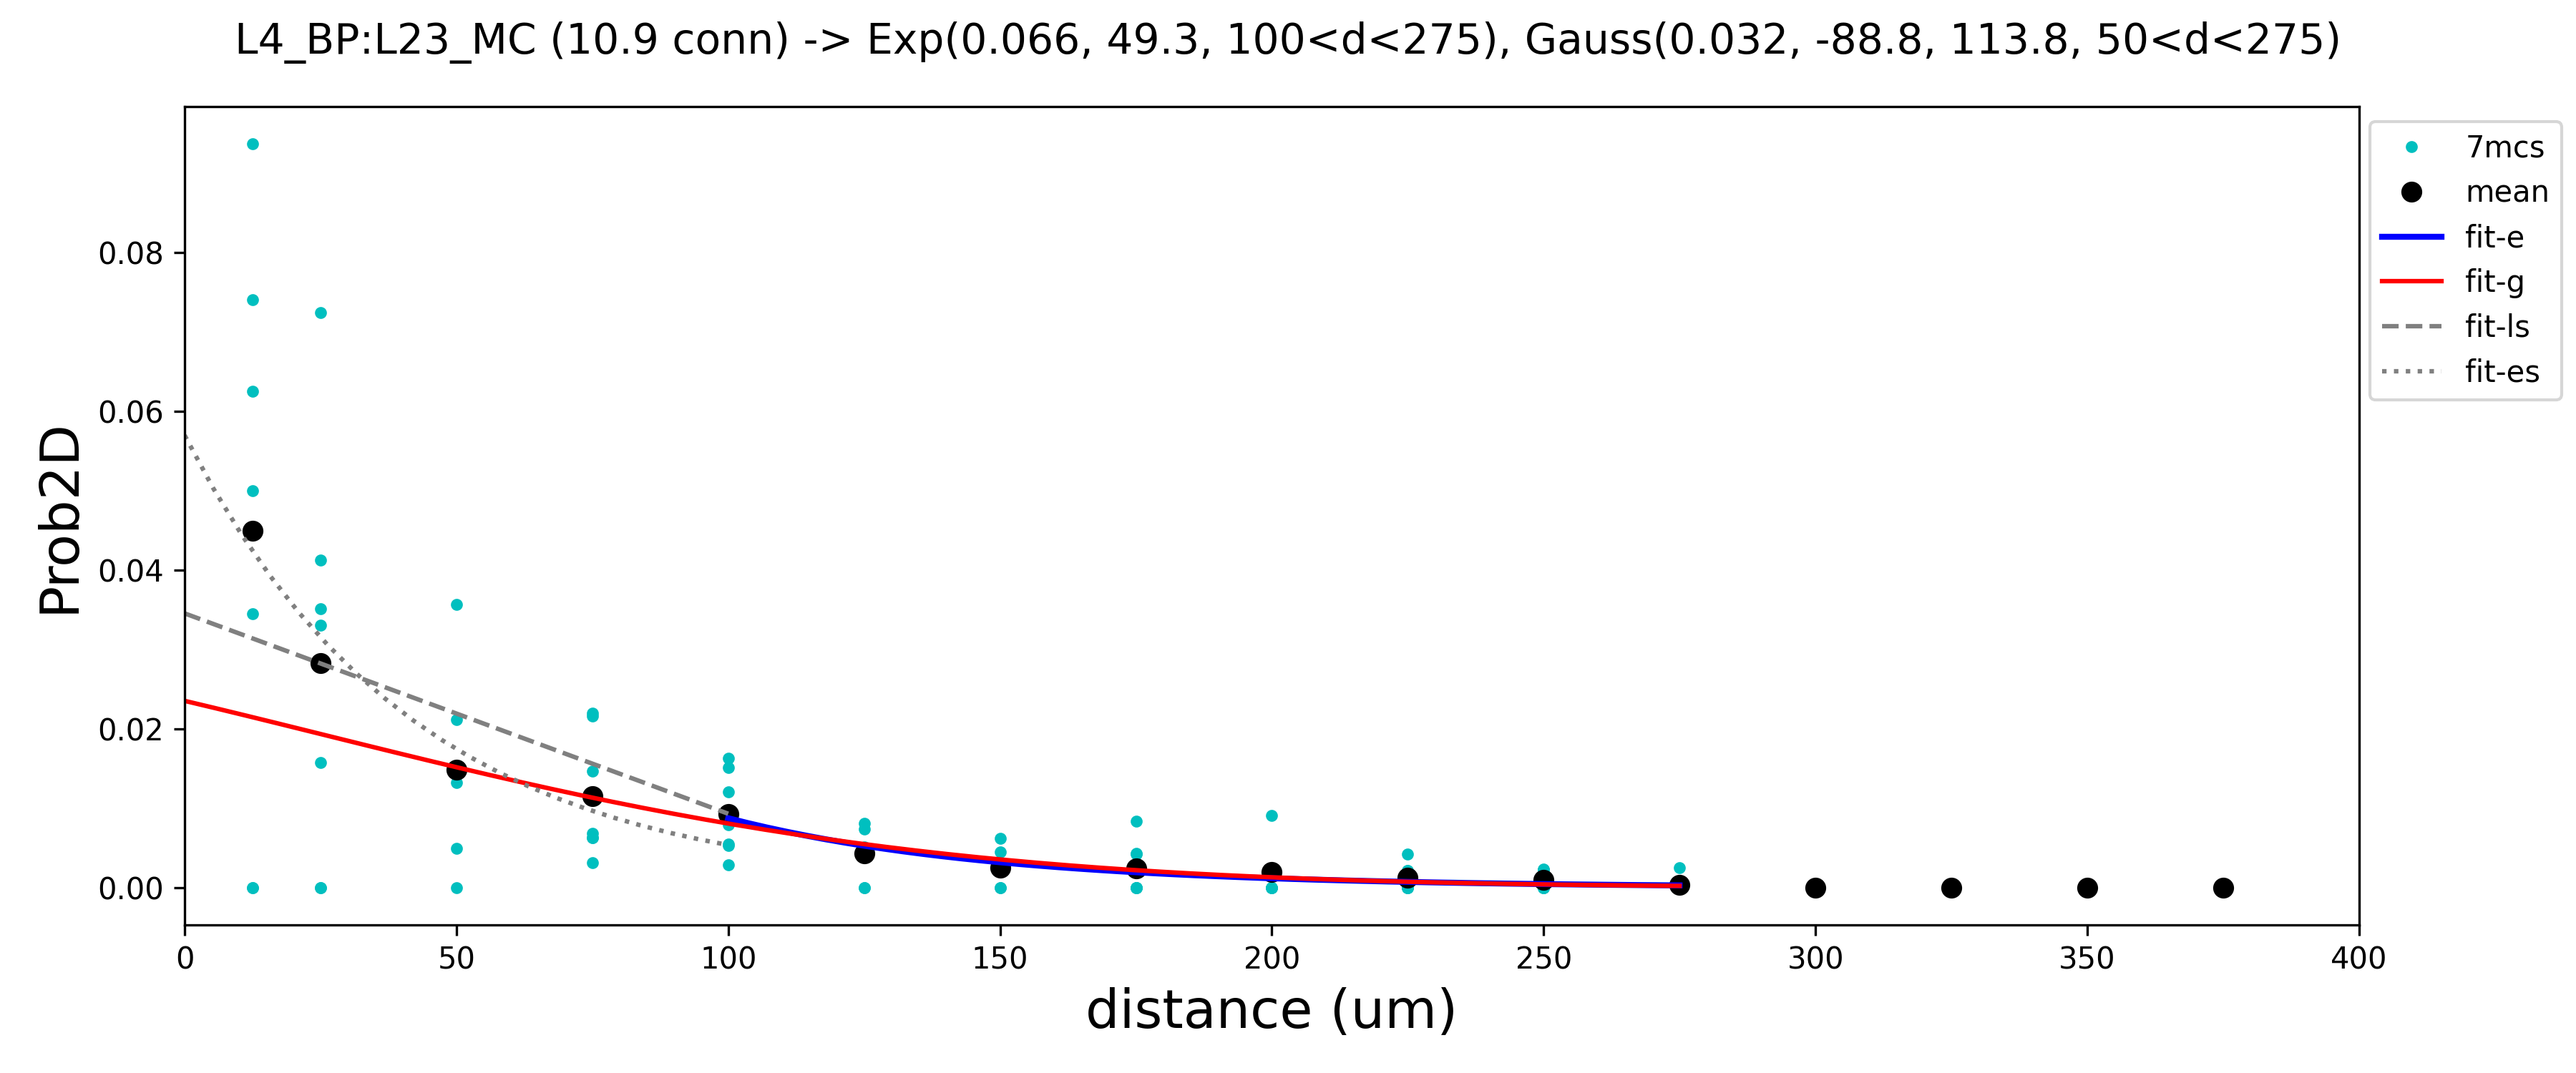 L4_BP:L23_MC (10.9 conn) -> Exp(0.066, 49.3, 100<d<275), Gauss(0.032, -88.8, 113.8, 50<d<275)
7mcs
mean
fit-e
fit-g
fit-ls
fit-es
Prob2D
0.08
0.06
0.04
0.02
0.00
0 50 100 150 200 250 300 350 400
distance (um)